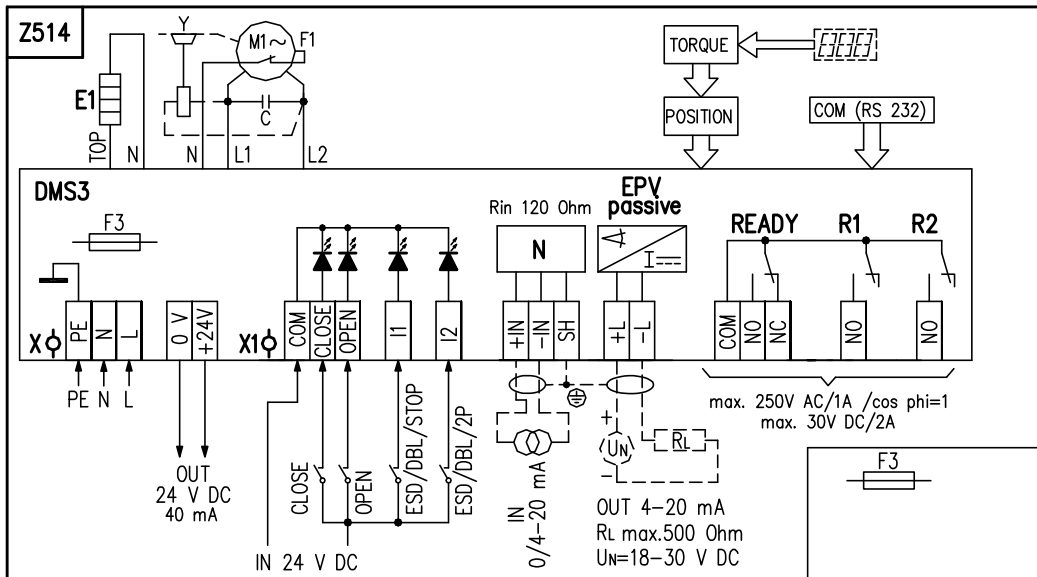 Z514
Y
M1 ~
F1
E1
C
TOP
N
N
L1
L2
TORQUE
POSITION
COM (RS 232)
DMS3
F3
Rin 120 Ohm
N
EPV
passive
READY
R1
R2
X
PE
N
L
0 V
+24V
X1
COM
CLOSE
OPEN
I1
I2
+IN
-IN
SH
+L
-L
COM
NO
NC
NO
NO
PE N L
OUT
24 V DC
40 mA
CLOSE
OPEN
ESD/DBL/STOP
ESD/DBL/2P
IN 24 V DC
IN
0/4-20 mA
+
UN
-
RL
OUT 4-20 mA
RL max.500 Ohm
UN=18-30 V DC
max. 250V AC/1A /cos phi=1
max. 30V DC/2A
F3